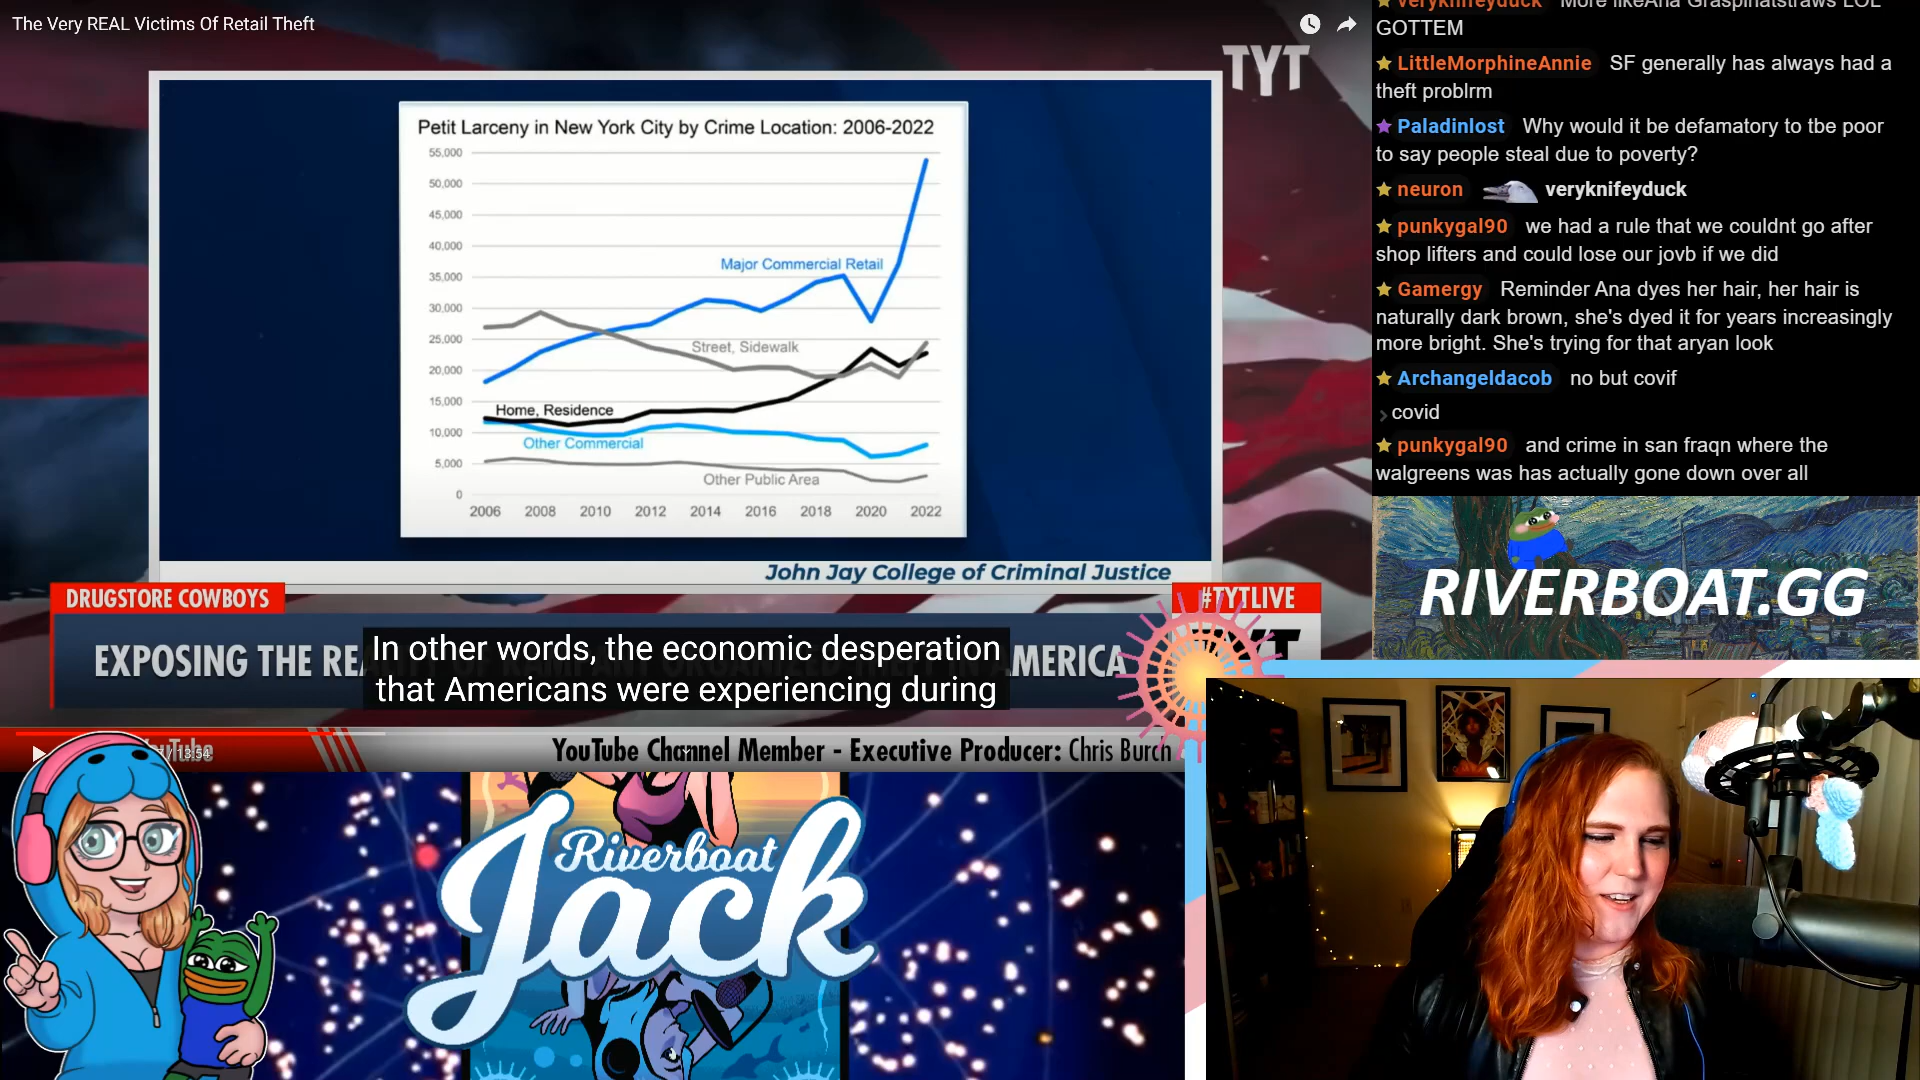 The Very REAL Victims Of Retail Theft
TYT
Petit Larceny in New York City by Crime Location: 2006-2022
55,000
50,000
45,000
40,000
35,000
30,000
25,000
20,000
15,000
10,000
5,000
0
Major Commercial Retail
Street, Sidewalk
Home, Residence
Other Commercial
Other Public Area
2006 2008 2010 2012 2014 2016 2018 2020 2022
John Jay College of Criminal Justice
DRUGSTORE COWBOYS
#TYTLIVE
EXPOSING THE
In other words, the economic desperation
that Americans were experiencing during
YouTube
/ 13:54
YouTube Channel Member - Executive Producer: Chris Burch
Riverboat
Jack
veryknifeyduck More likeAna Graspinatstraws LOL
GOTTEM
LittleMorphineAnnie SF generally has always had a
theft problrm
Paladinlost Why would it be defamatory to tbe poor
to say people steal due to poverty?
neuron veryknifeyduck
punkygal90 we had a rule that we couldnt go after
shop lifters and could lose our jovb if we did
Gamergy Reminder Ana dyes her hair, her hair is
naturally dark brown, she's dyed it for years increasingly
more bright. She's trying for that aryan look
Archangeldacob no but covif
covid
punkygal90 and crime in san fraqn where the
walgreens was has actually gone down over all
RIVERBOAT.GG